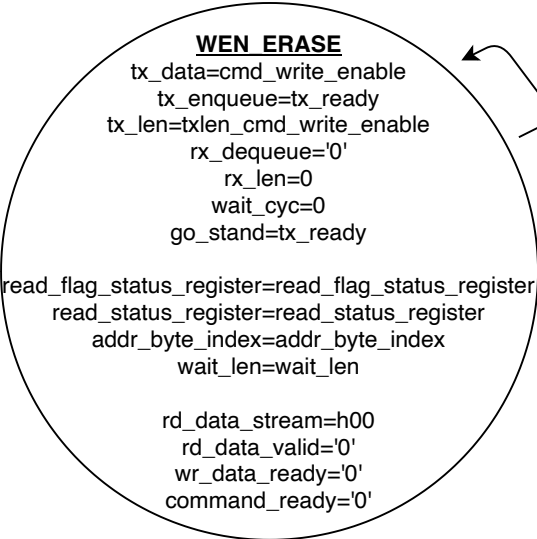 WEN_ERASE
tx_data=cmd_write_enable
tx_enqueue=tx_ready
tx_len=txlen_cmd_write_enable
rx_dequeue='0'
rx_len=0
wait_cyc=0
go_stand=tx_ready
read_flag_status_register=read_flag_status_register
read_status_register=read_status_register
addr_byte_index=addr_byte_index
wait_len=wait_len
rd_data_stream=h00
rd_data_valid='0'
wr_data_ready='0'
command_ready='0'